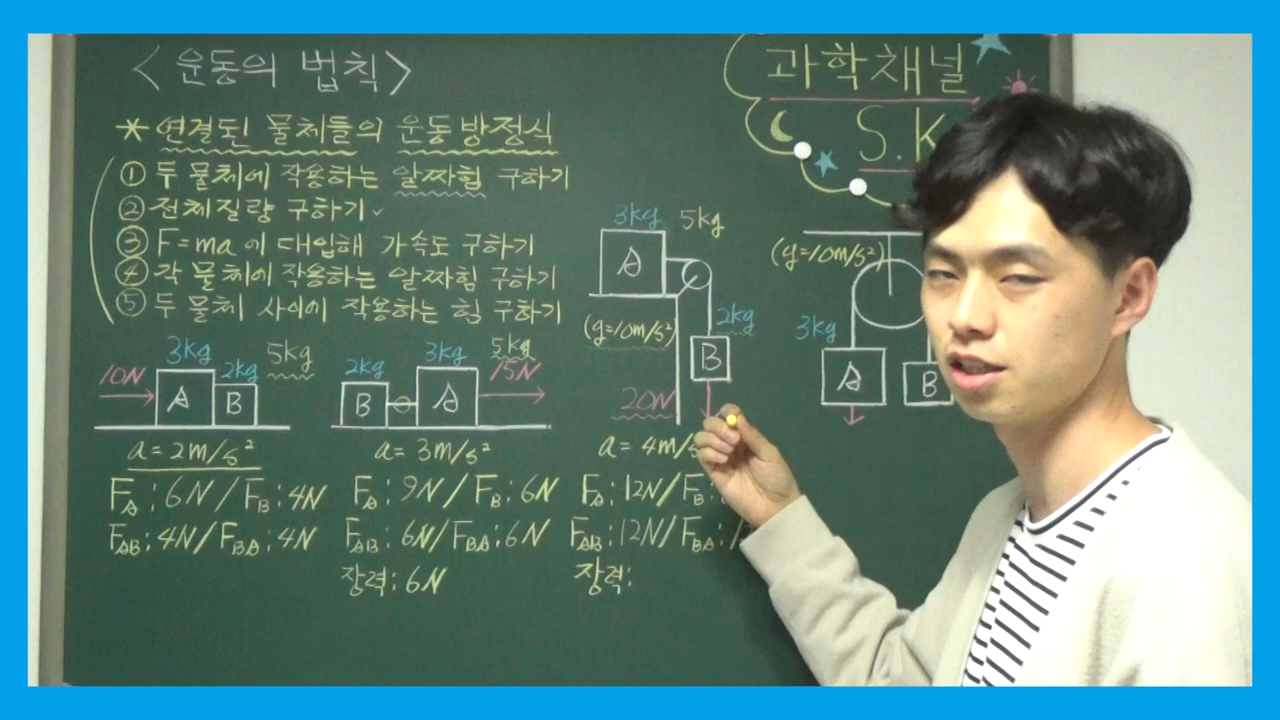 <운동의 법칙>
* 연결된 물체들의 운동방정식
① 두 물체에 작용하는 알짜힘 구하기
② 전체질량 구하기
③ F=ma에 대입해 가속도 구하기
④ 각 물체에 작용하는 알짜힘 구하기
⑤ 두 물체 사이에 작용하는 힘 구하기
과학채널
S.K
10N
3kg
2kg
5kg
A
B
a=2m/s²
F_A: 6N / F_B: 4N
F_AB: 4N / F_BA: 4N
2kg
3kg
5kg
15N
B
A
a=3m/s²
F_A: 9N / F_B: 6N
F_AB: 6N / F_BA: 6N
장력: 6N
3kg
5kg
A
(g=10m/s²)
2kg
B
20N
a=4m/s
F_A: 12N / F_B:
F_AB: 12N / F_BA:
장력:
(g=10m/s²)
3kg
A
B